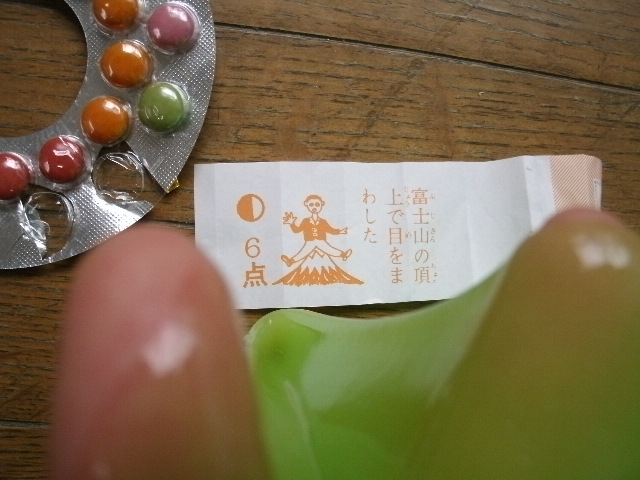 富士山の頂
上で目をま
わした
6点